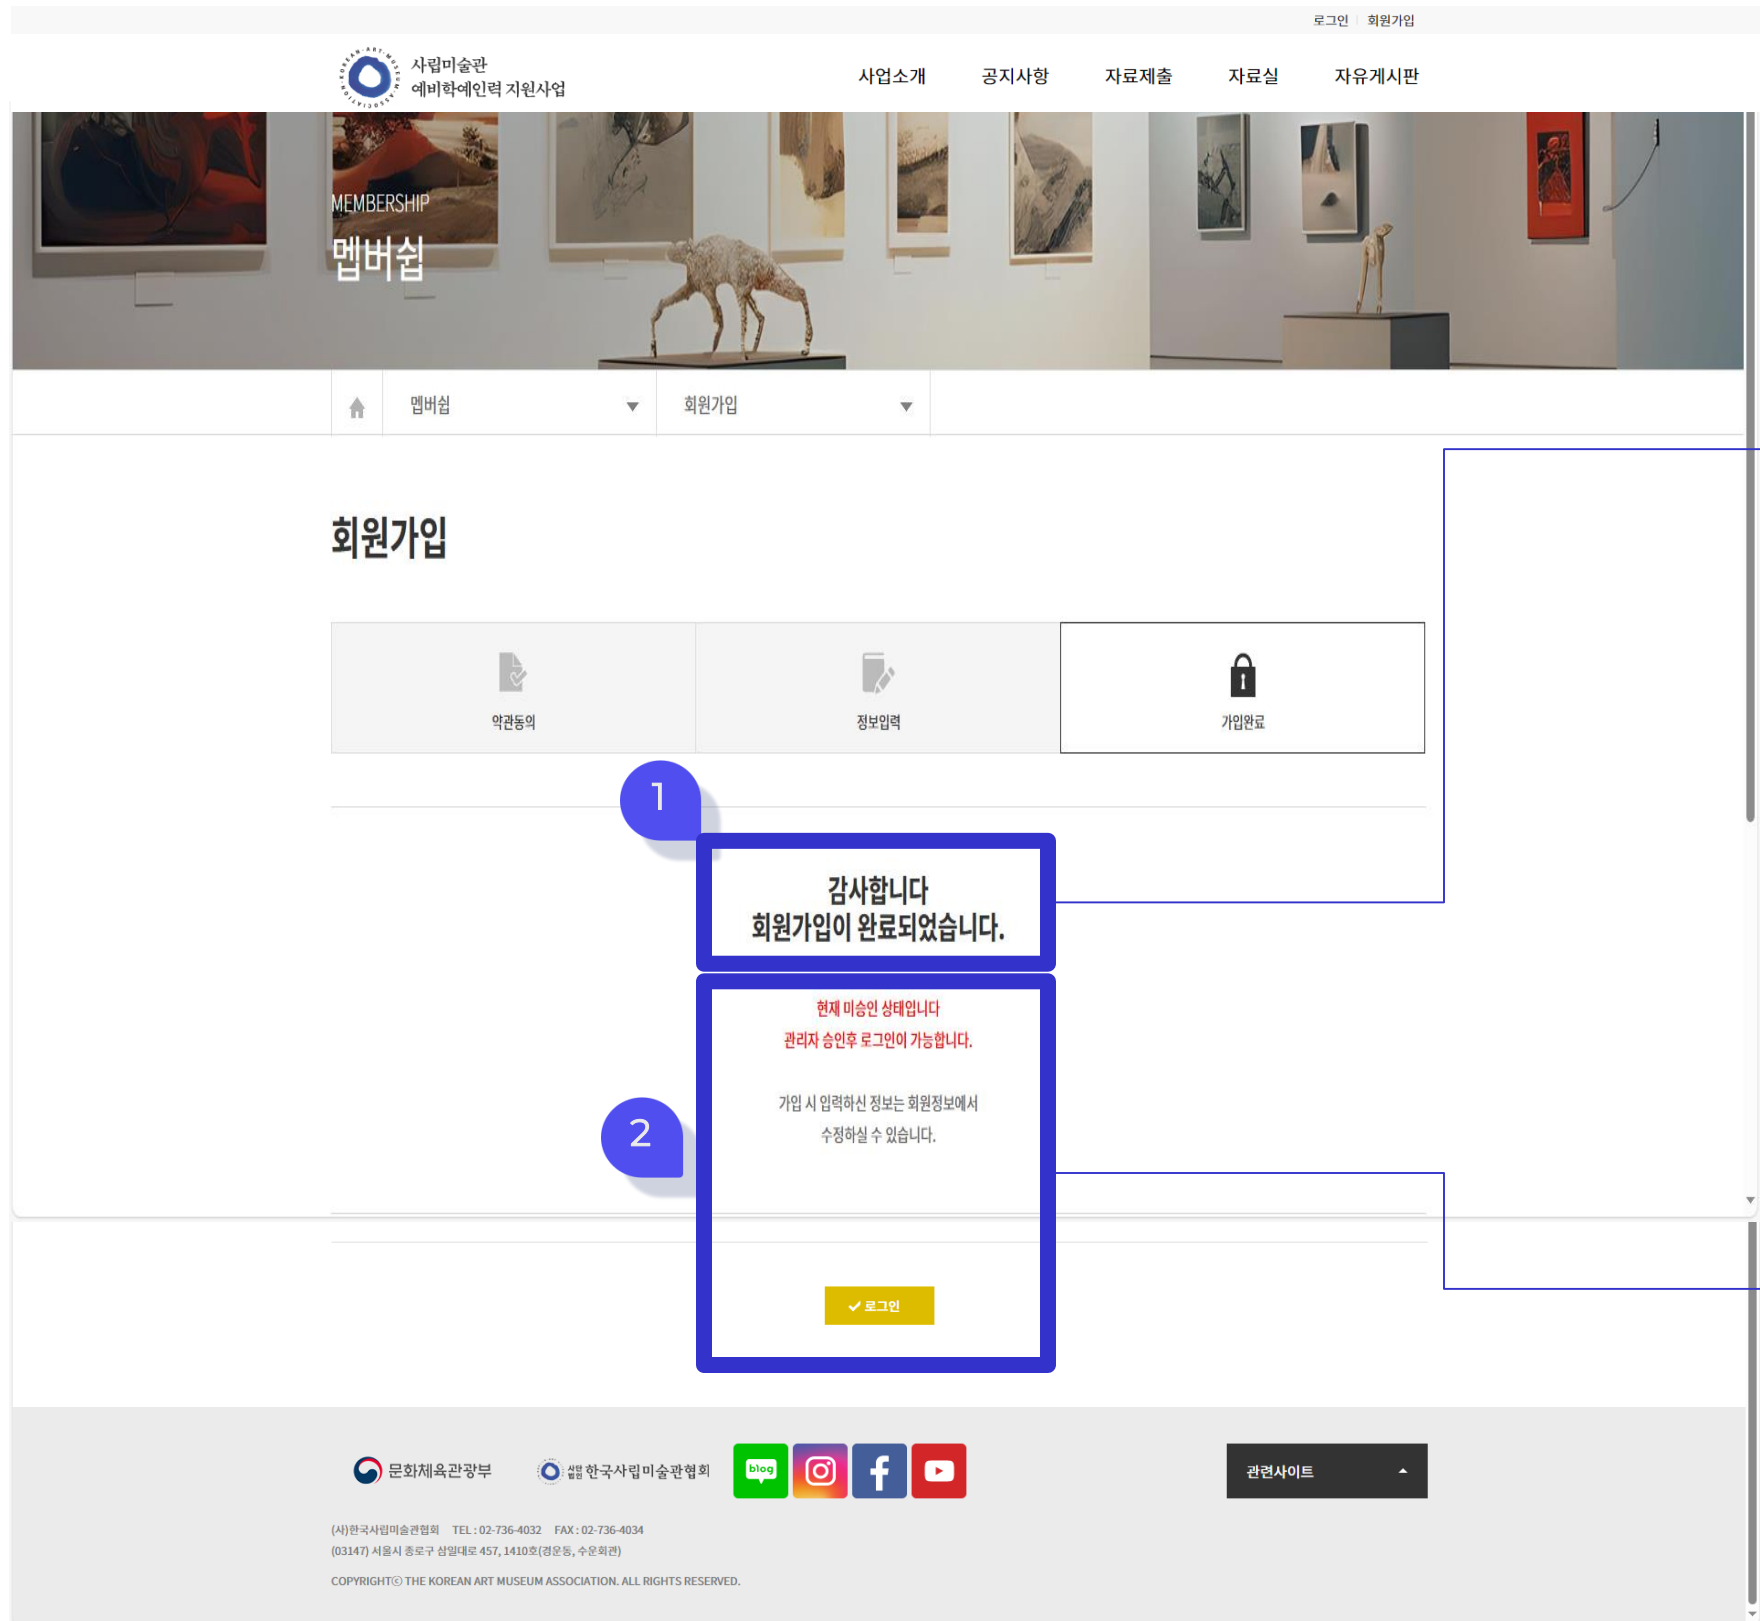 로그인 회원가입
사립미술관
예비학예인력 지원사업
사업소개 공지사항 자료제출 자료실 자유게시판
MEMBERSHIP
멥버쉽
멥버쉽 회원가입
회원가입
약관동의 정보입력 가입완료
1
감사합니다
회원가입이 완료되었습니다.
현재 미승인 상태입니다
관리자 승인후 로그인이 가능합니다.
2
가입 시 입력하신 정보는 회원정보에서
수정하실 수 있습니다.
로그인
문화체육관광부 사단법인 한국사립미술관협회 blog
관련사이트
(사)한국사립미술관협회 TEL : 02-736-4032 FAX : 02-736-4034
(03147) 서울시 종로구 삼일대로 457, 1410호(경운동, 수운회관)
COPYRIGHTⓒ THE KOREAN ART MUSEUM ASSOCIATION. ALL RIGHTS RESERVED.